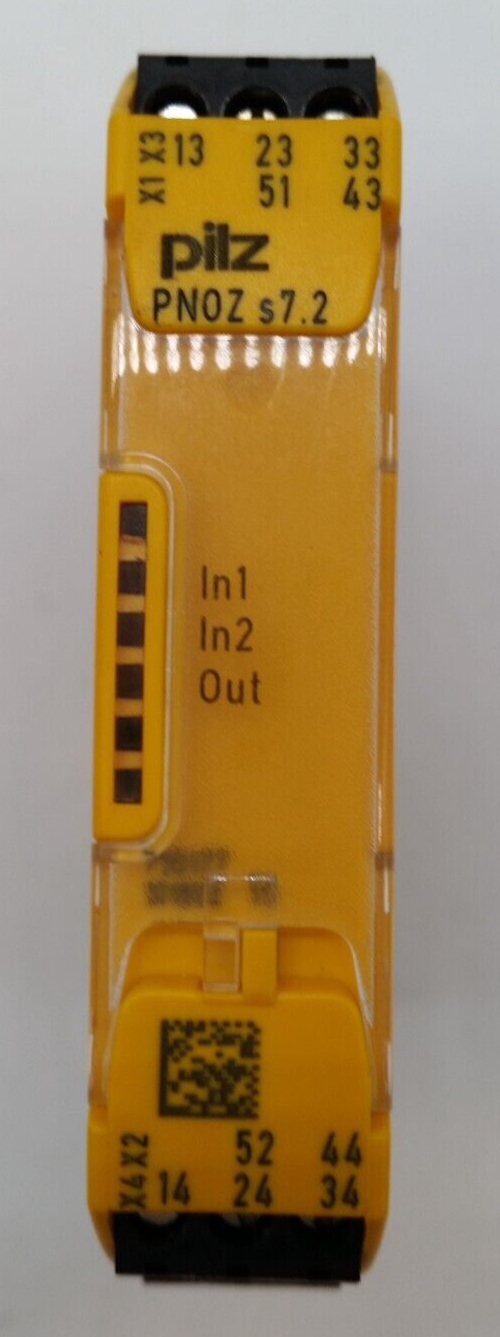 X3 13 23 33
X1 51 43
pilz
PNOZ s7.2
In1
In2
Out
X2 52 44
X4 14 24 34